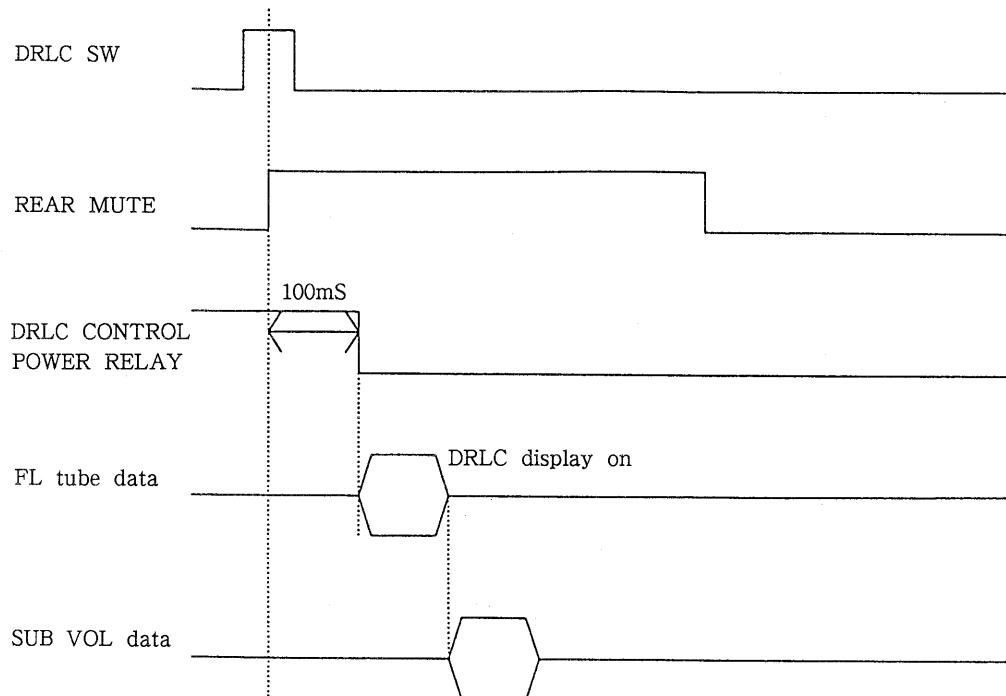 DRLC SW
REAR MUTE
100mS
DRLC CONTROL
POWER RELAY
DRLC display on
FL tube data
SUB VOL data